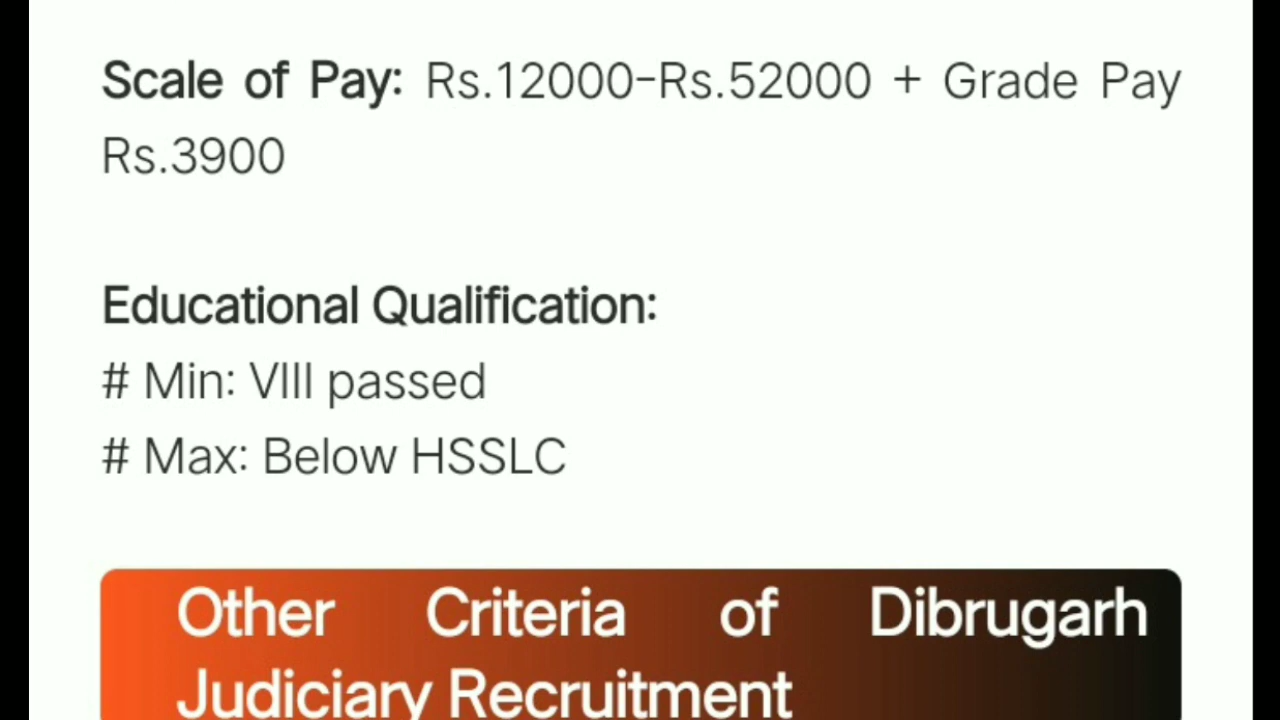 Scale of Pay: Rs.12000-Rs.52000 + Grade Pay
Rs.3900
Educational Qualification:
# Min: VIII passed
# Max: Below HSSLC
Other Criteria of Dibrugarh
Judiciary Recruitment